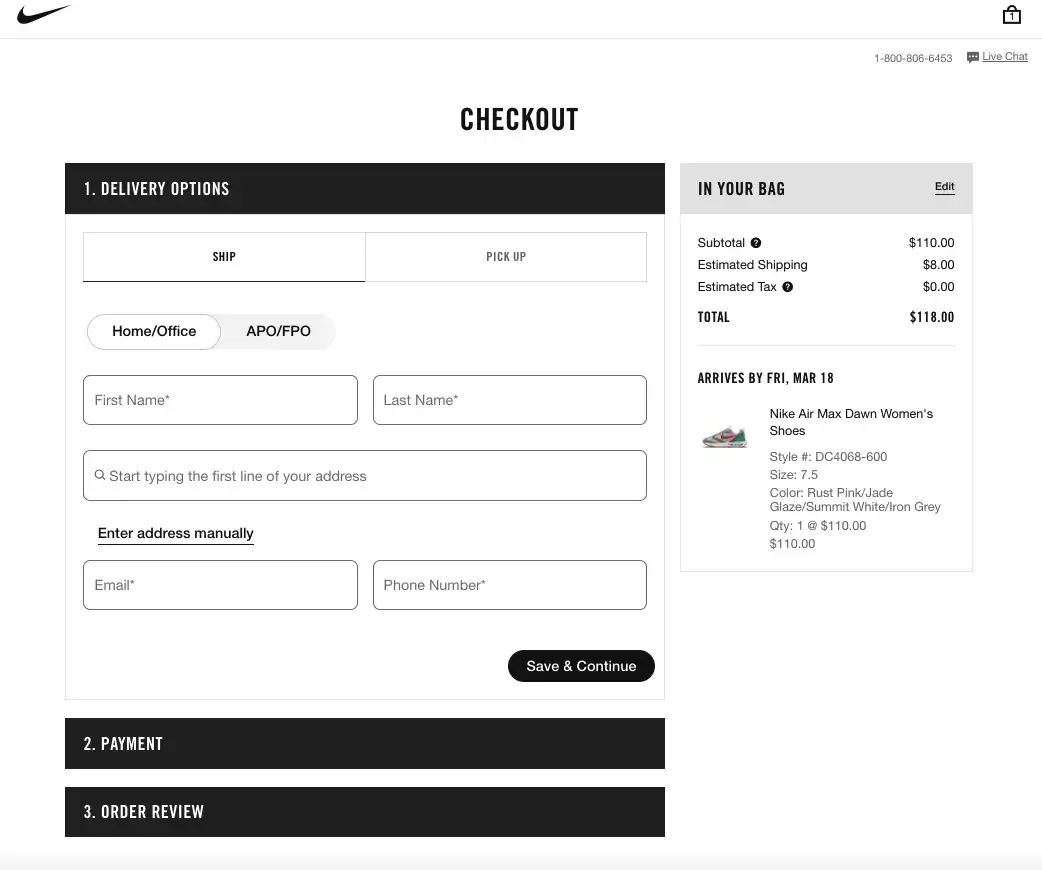 1
1-800-806-6453
Live Chat
CHECKOUT
1. DELIVERY OPTIONS
SHIP
PICK UP
Home/Office
APO/FPO
First Name*
Last Name*
Start typing the first line of your address
Enter address manually
Email*
Phone Number*
Save & Continue
2. PAYMENT
3. ORDER REVIEW
IN YOUR BAG
Edit
Subtotal ?
$110.00
Estimated Shipping
$8.00
Estimated Tax ?
$0.00
TOTAL
$118.00
ARRIVES BY FRI, MAR 18
Nike Air Max Dawn Women's
Shoes
Style #: DC4068-600
Size: 7.5
Color: Rust Pink/Jade
Glaze/Summit White/Iron Grey
Qty: 1 @ $110.00
$110.00